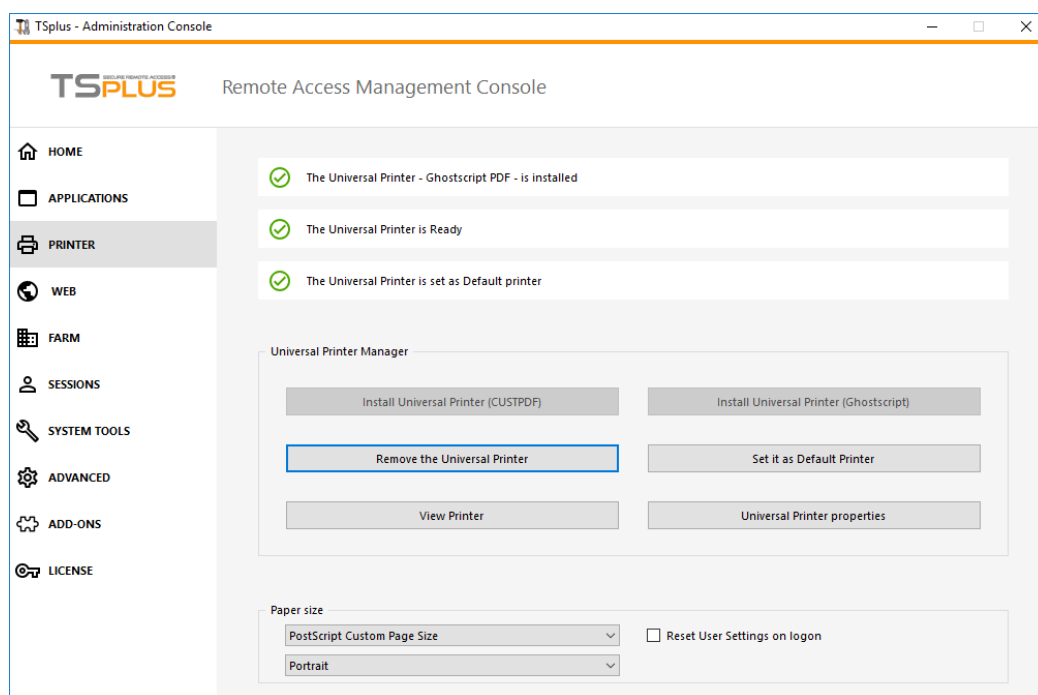 TSplus - Administration Console
TSPLUS SECURE REMOTE ACCESS®
Remote Access Management Console
HOME
APPLICATIONS
PRINTER
WEB
FARM
SESSIONS
SYSTEM TOOLS
ADVANCED
ADD-ONS
LICENSE
The Universal Printer - Ghostscript PDF - is installed
The Universal Printer is Ready
The Universal Printer is set as Default printer
Universal Printer Manager
Install Universal Printer (CUSTPDF)
Install Universal Printer (Ghostscript)
Remove the Universal Printer
Set it as Default Printer
View Printer
Universal Printer properties
Paper size
PostScript Custom Page Size
Reset User Settings on logon
Portrait